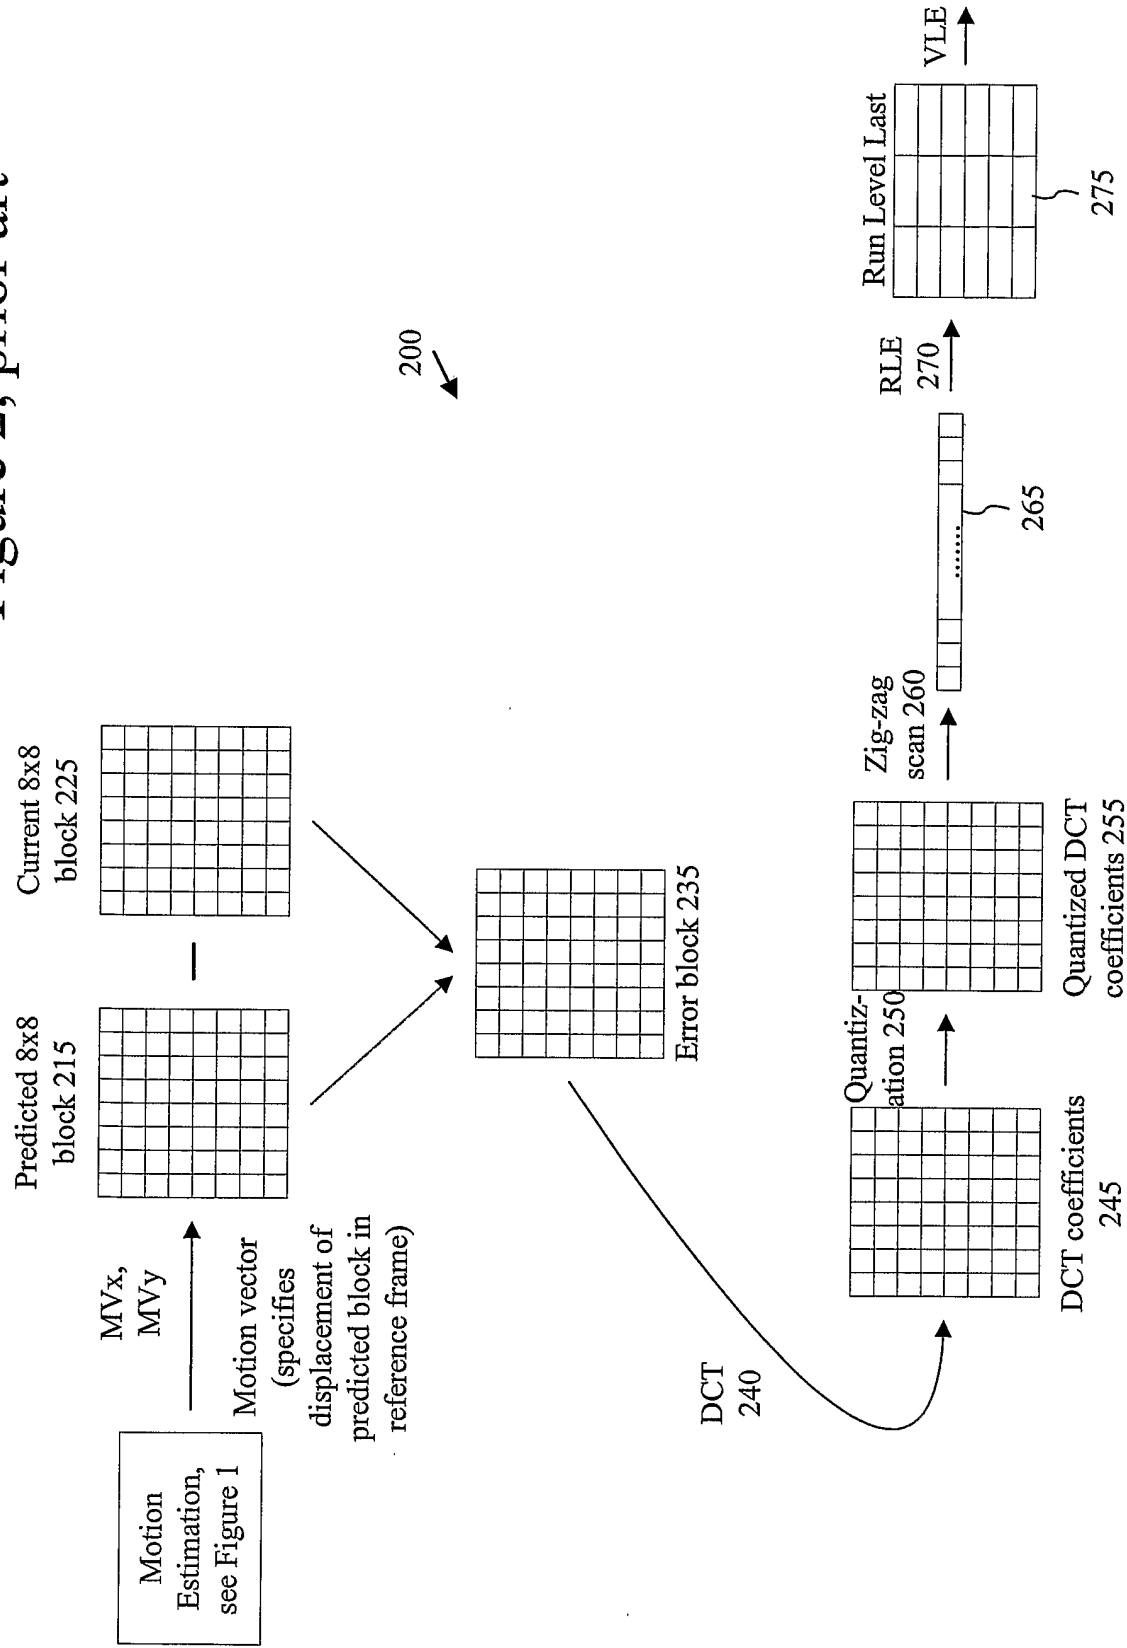 Figure 2, prior art
Motion
Estimation,
see Figure 1
MVx,
MVy
Motion vector
(specifies
displacement of
predicted block in
reference frame)
Predicted 8x8
block 215
Current 8x8
block 225
Error block 235
200
DCT
240
DCT coefficients
245
Quantiz-
ation 250
Quantized DCT
coefficients 255
Zig-zag
scan 260
265
RLE
270
Run Level Last
275
VLE